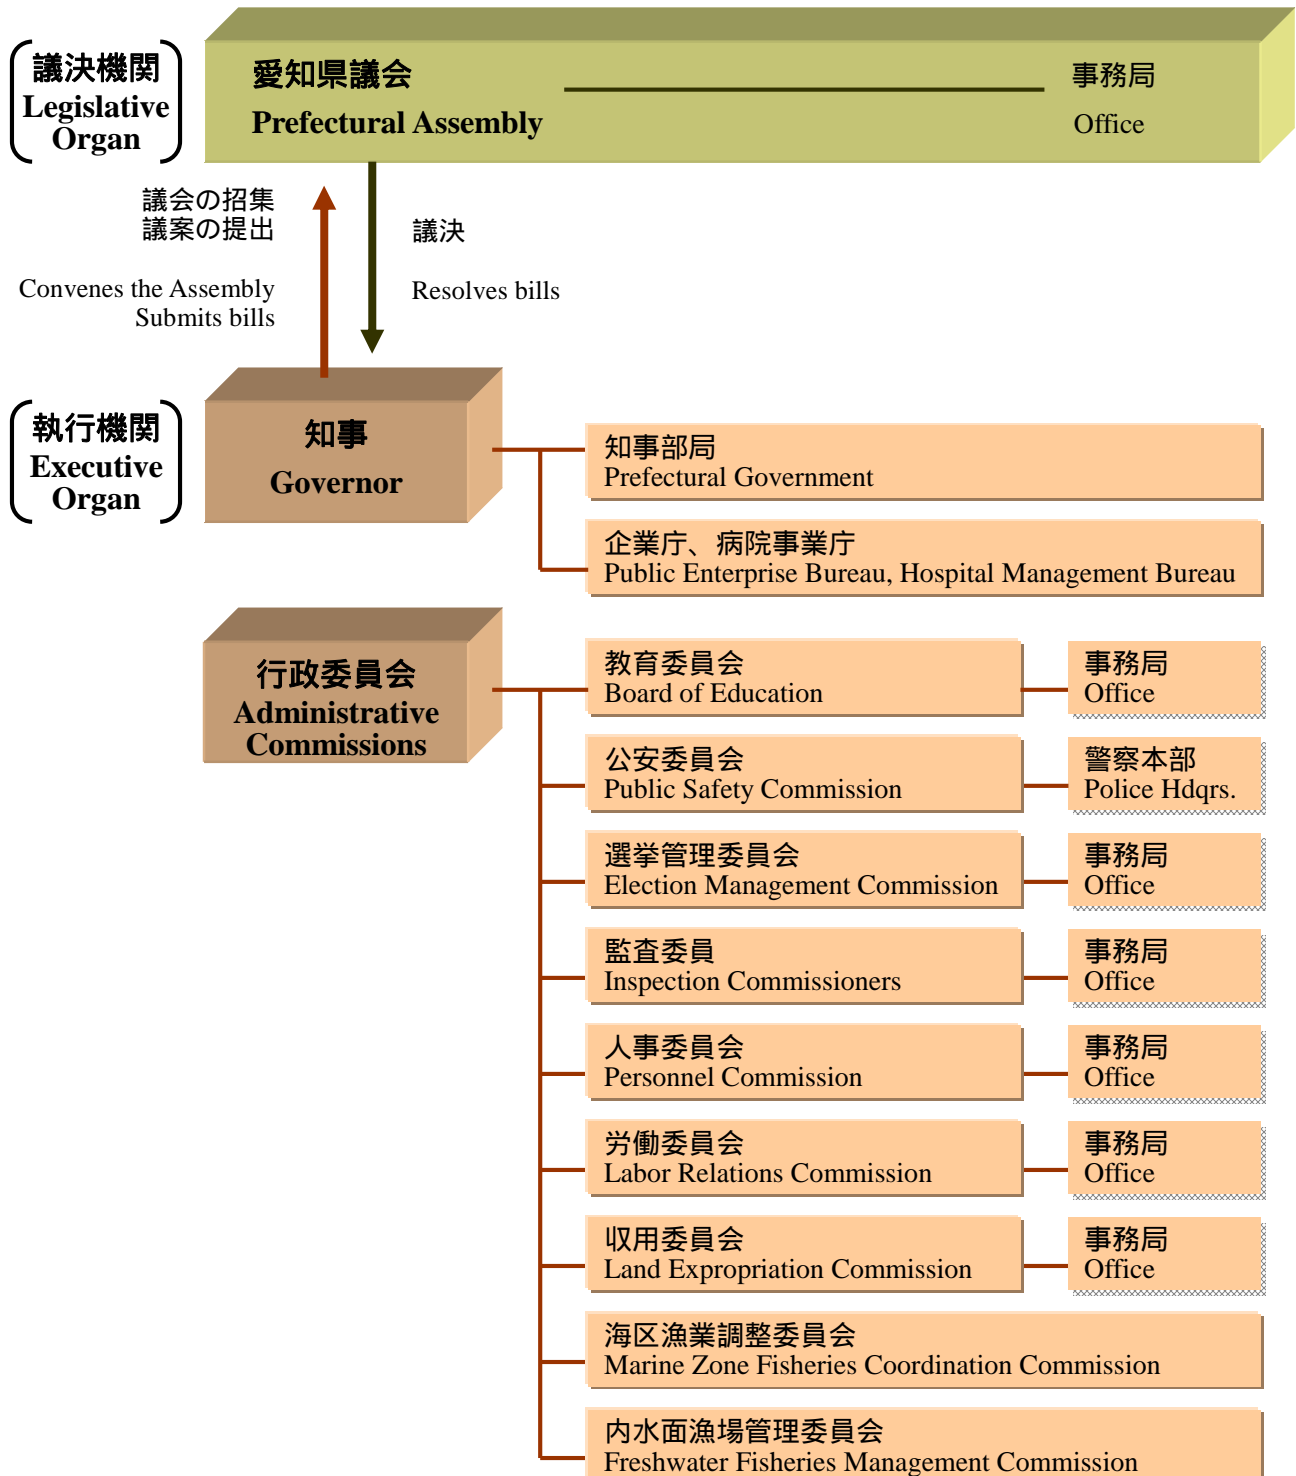 議決機関
Legislative
Organ
愛知県議会
Prefectural Assembly
事務局
Office
議会の招集
議案の提出
Convenes the Assembly
Submits bills
議決
Resolves bills
執行機関
Executive
Organ
知事
Governor
知事部局
Prefectural Government
企業庁、病院事業庁
Public Enterprise Bureau, Hospital Management Bureau
行政委員会
Administrative
Commissions
教育委員会
Board of Education
事務局
Office
公安委員会
Public Safety Commission
警察本部
Police Hdqrs.
選挙管理委員会
Election Management Commission
事務局
Office
監査委員
Inspection Commissioners
事務局
Office
人事委員会
Personnel Commission
事務局
Office
労働委員会
Labor Relations Commission
事務局
Office
収用委員会
Land Expropriation Commission
事務局
Office
海区漁業調整委員会
Marine Zone Fisheries Coordination Commission
内水面漁場管理委員会
Freshwater Fisheries Management Commission